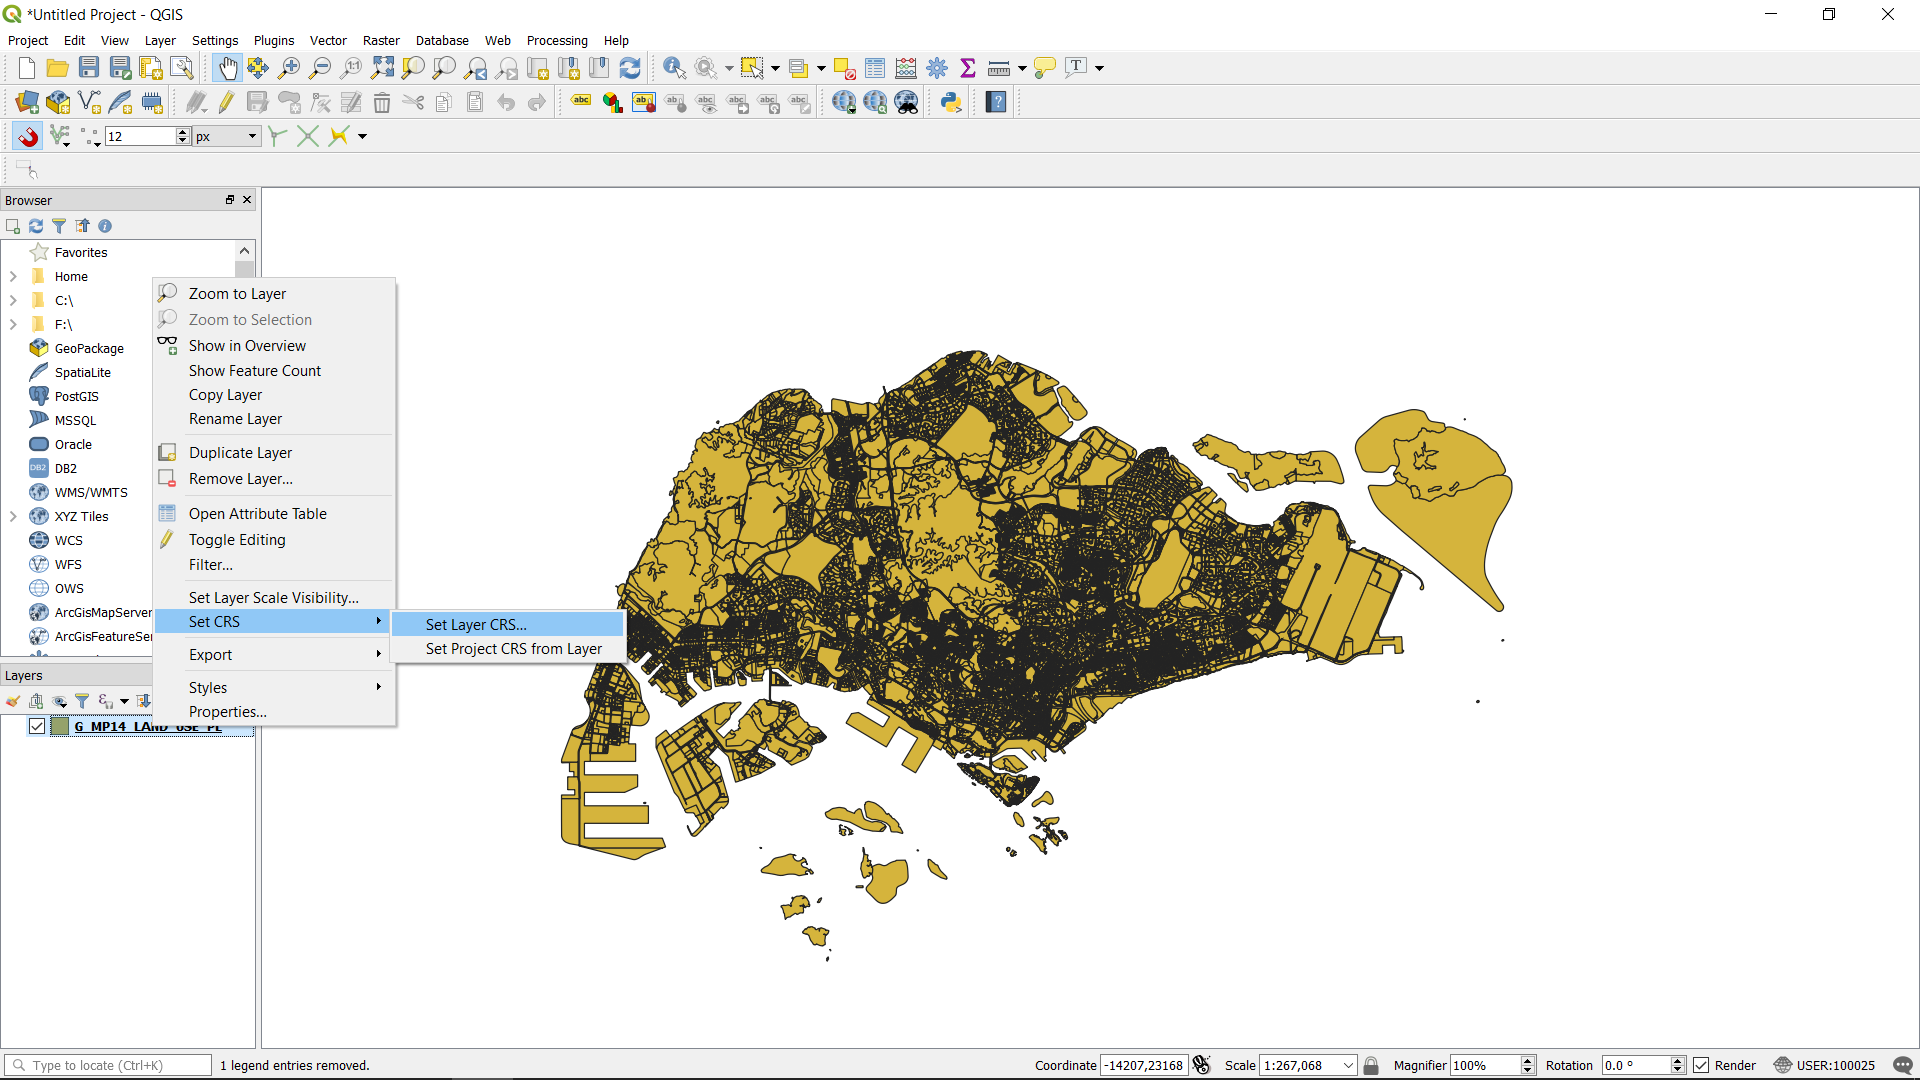 *Untitled Project - QGIS
Project Edit View Layer Settings Plugins Vector Raster Database Web Processing Help
12 px
Browser
Favorites
Home
C:\
F:\
GeoPackage
SpatiaLite
PostGIS
MSSQL
Oracle
DB2
WMS/WMTS
XYZ Tiles
WCS
WFS
OWS
ArcGisMapServer
ArcGisFeatureSer
Zoom to Layer
Zoom to Selection
Show in Overview
Show Feature Count
Copy Layer
Rename Layer
Duplicate Layer
Remove Layer...
Open Attribute Table
Toggle Editing
Filter...
Set Layer Scale Visibility...
Set CRS
Export
Styles
Properties...
Set Layer CRS...
Set Project CRS from Layer
Layers
G_MP14_LAND_USE_PL
Type to locate (Ctrl+K) 1 legend entries removed. Coordinate -14207,23168 Scale 1:267,068 Magnifier 100% Rotation 0.0 ° Render USER:100025